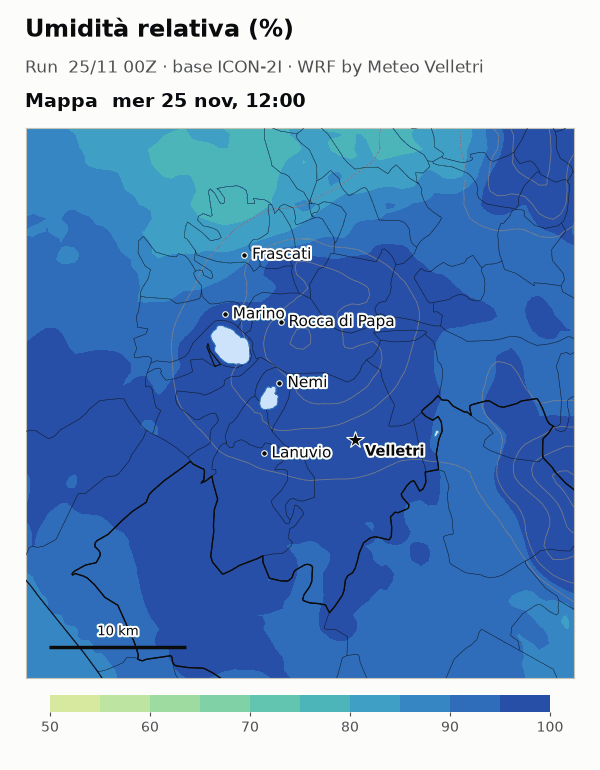 Umidità relativa (%)
Run  25/11 00Z · base ICON-2I · WRF by Meteo Velletri
Mappa  mer 25 nov, 12:00
Frascati
Marino
Rocca di Papa
Nemi
Lanuvio
Velletri
10 km
50 60 70 80 90 100